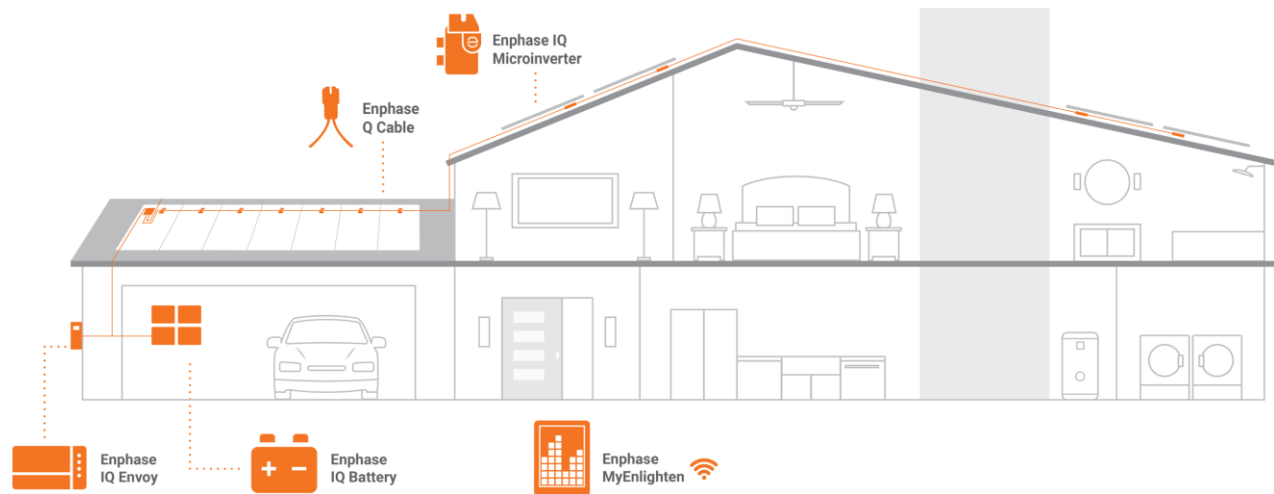 Enphase IQ
Microinverter
Enphase
Q Cable
Enphase
IQ Envoy
Enphase
IQ Battery
Enphase
MyEnlighten